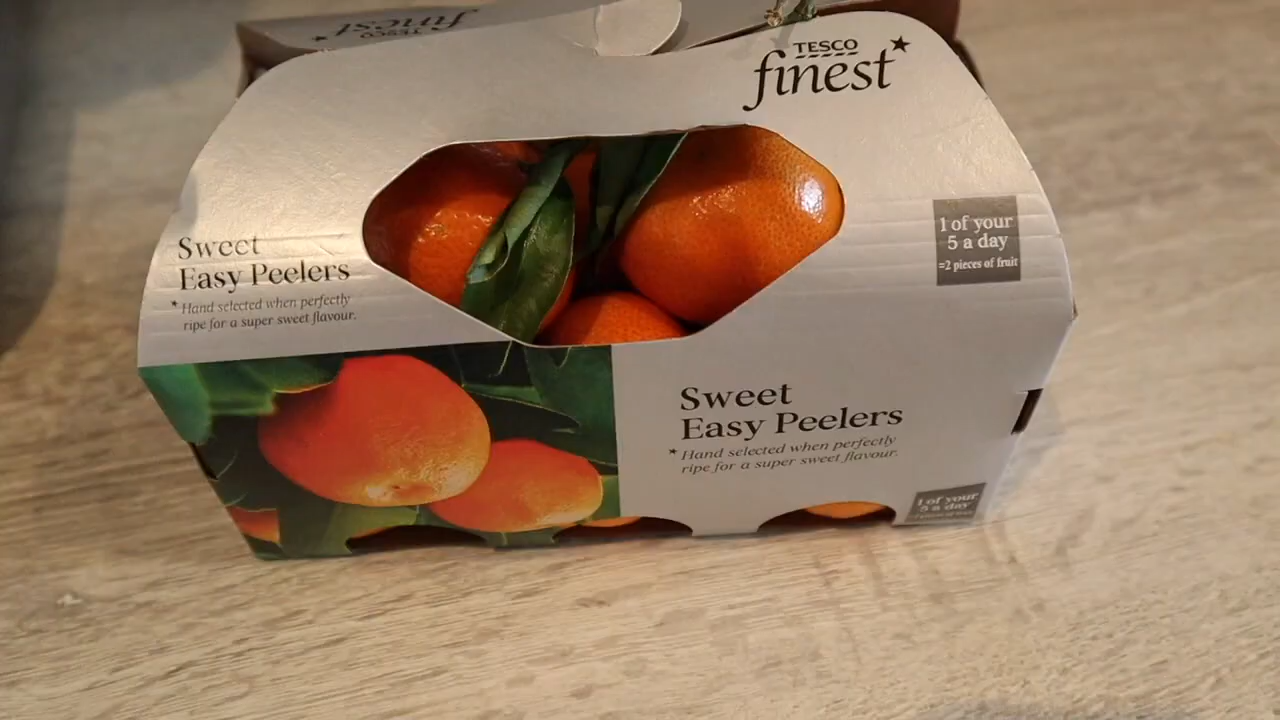 finest
TESCO
TESCO
finest
1 of your
5 a day
=2 pieces of fruit
Sweet
Easy Peelers
Hand selected when perfectly
ripe for a super sweet flavour.
Sweet
Easy Peelers
Hand selected when perfectly
ripe for a super sweet flavour.
1 of your
5 a day